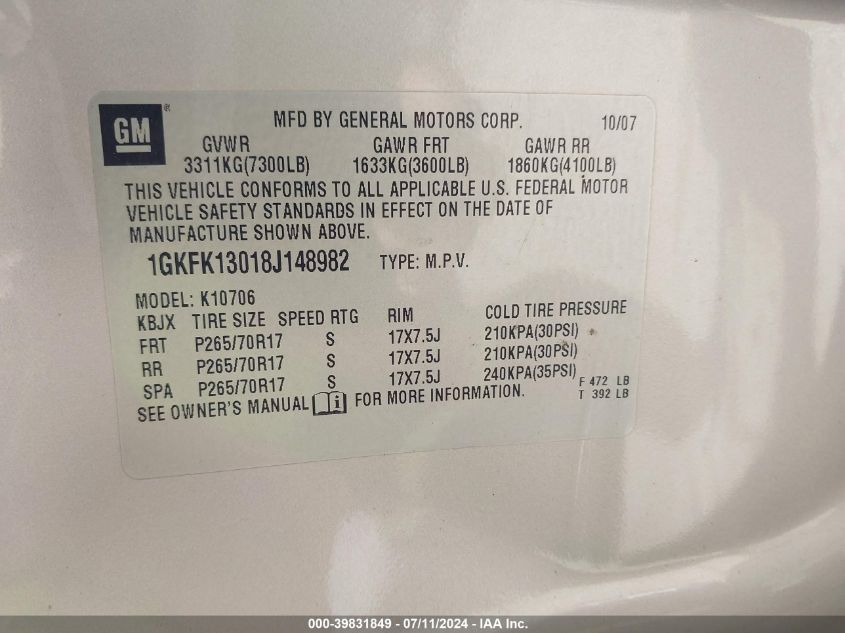 GM ®
MFD BY GENERAL MOTORS CORP. 10/07
GVWR GAWR FRT GAWR RR
3311KG(7300LB) 1633KG(3600LB) 1860KG(4100LB)
THIS VEHICLE CONFORMS TO ALL APPLICABLE U.S. FEDERAL MOTOR
VEHICLE SAFETY STANDARDS IN EFFECT ON THE DATE OF
MANUFACTURE SHOWN ABOVE.
1GKFK13018J148982 TYPE: M.P.V.
MODEL: K10706
KBJX TIRE SIZE SPEED RTG RIM COLD TIRE PRESSURE
FRT P265/70R17 S 17X7.5J 210KPA(30PSI)
RR P265/70R17 S 17X7.5J 210KPA(30PSI)
SPA P265/70R17 S 17X7.5J 240KPA(35PSI) F 472 LB
SEE OWNER'S MANUAL i FOR MORE INFORMATION. T 392 LB
000-39831849 - 07/11/2024 - IAA Inc.